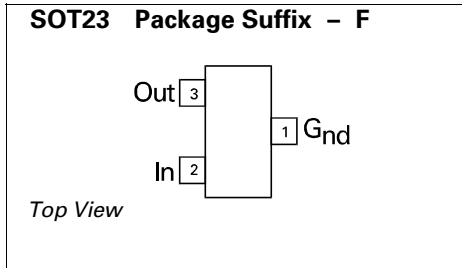 SOT23 Package Suffix – F
Out 3
1 Gnd
In 2
Top View